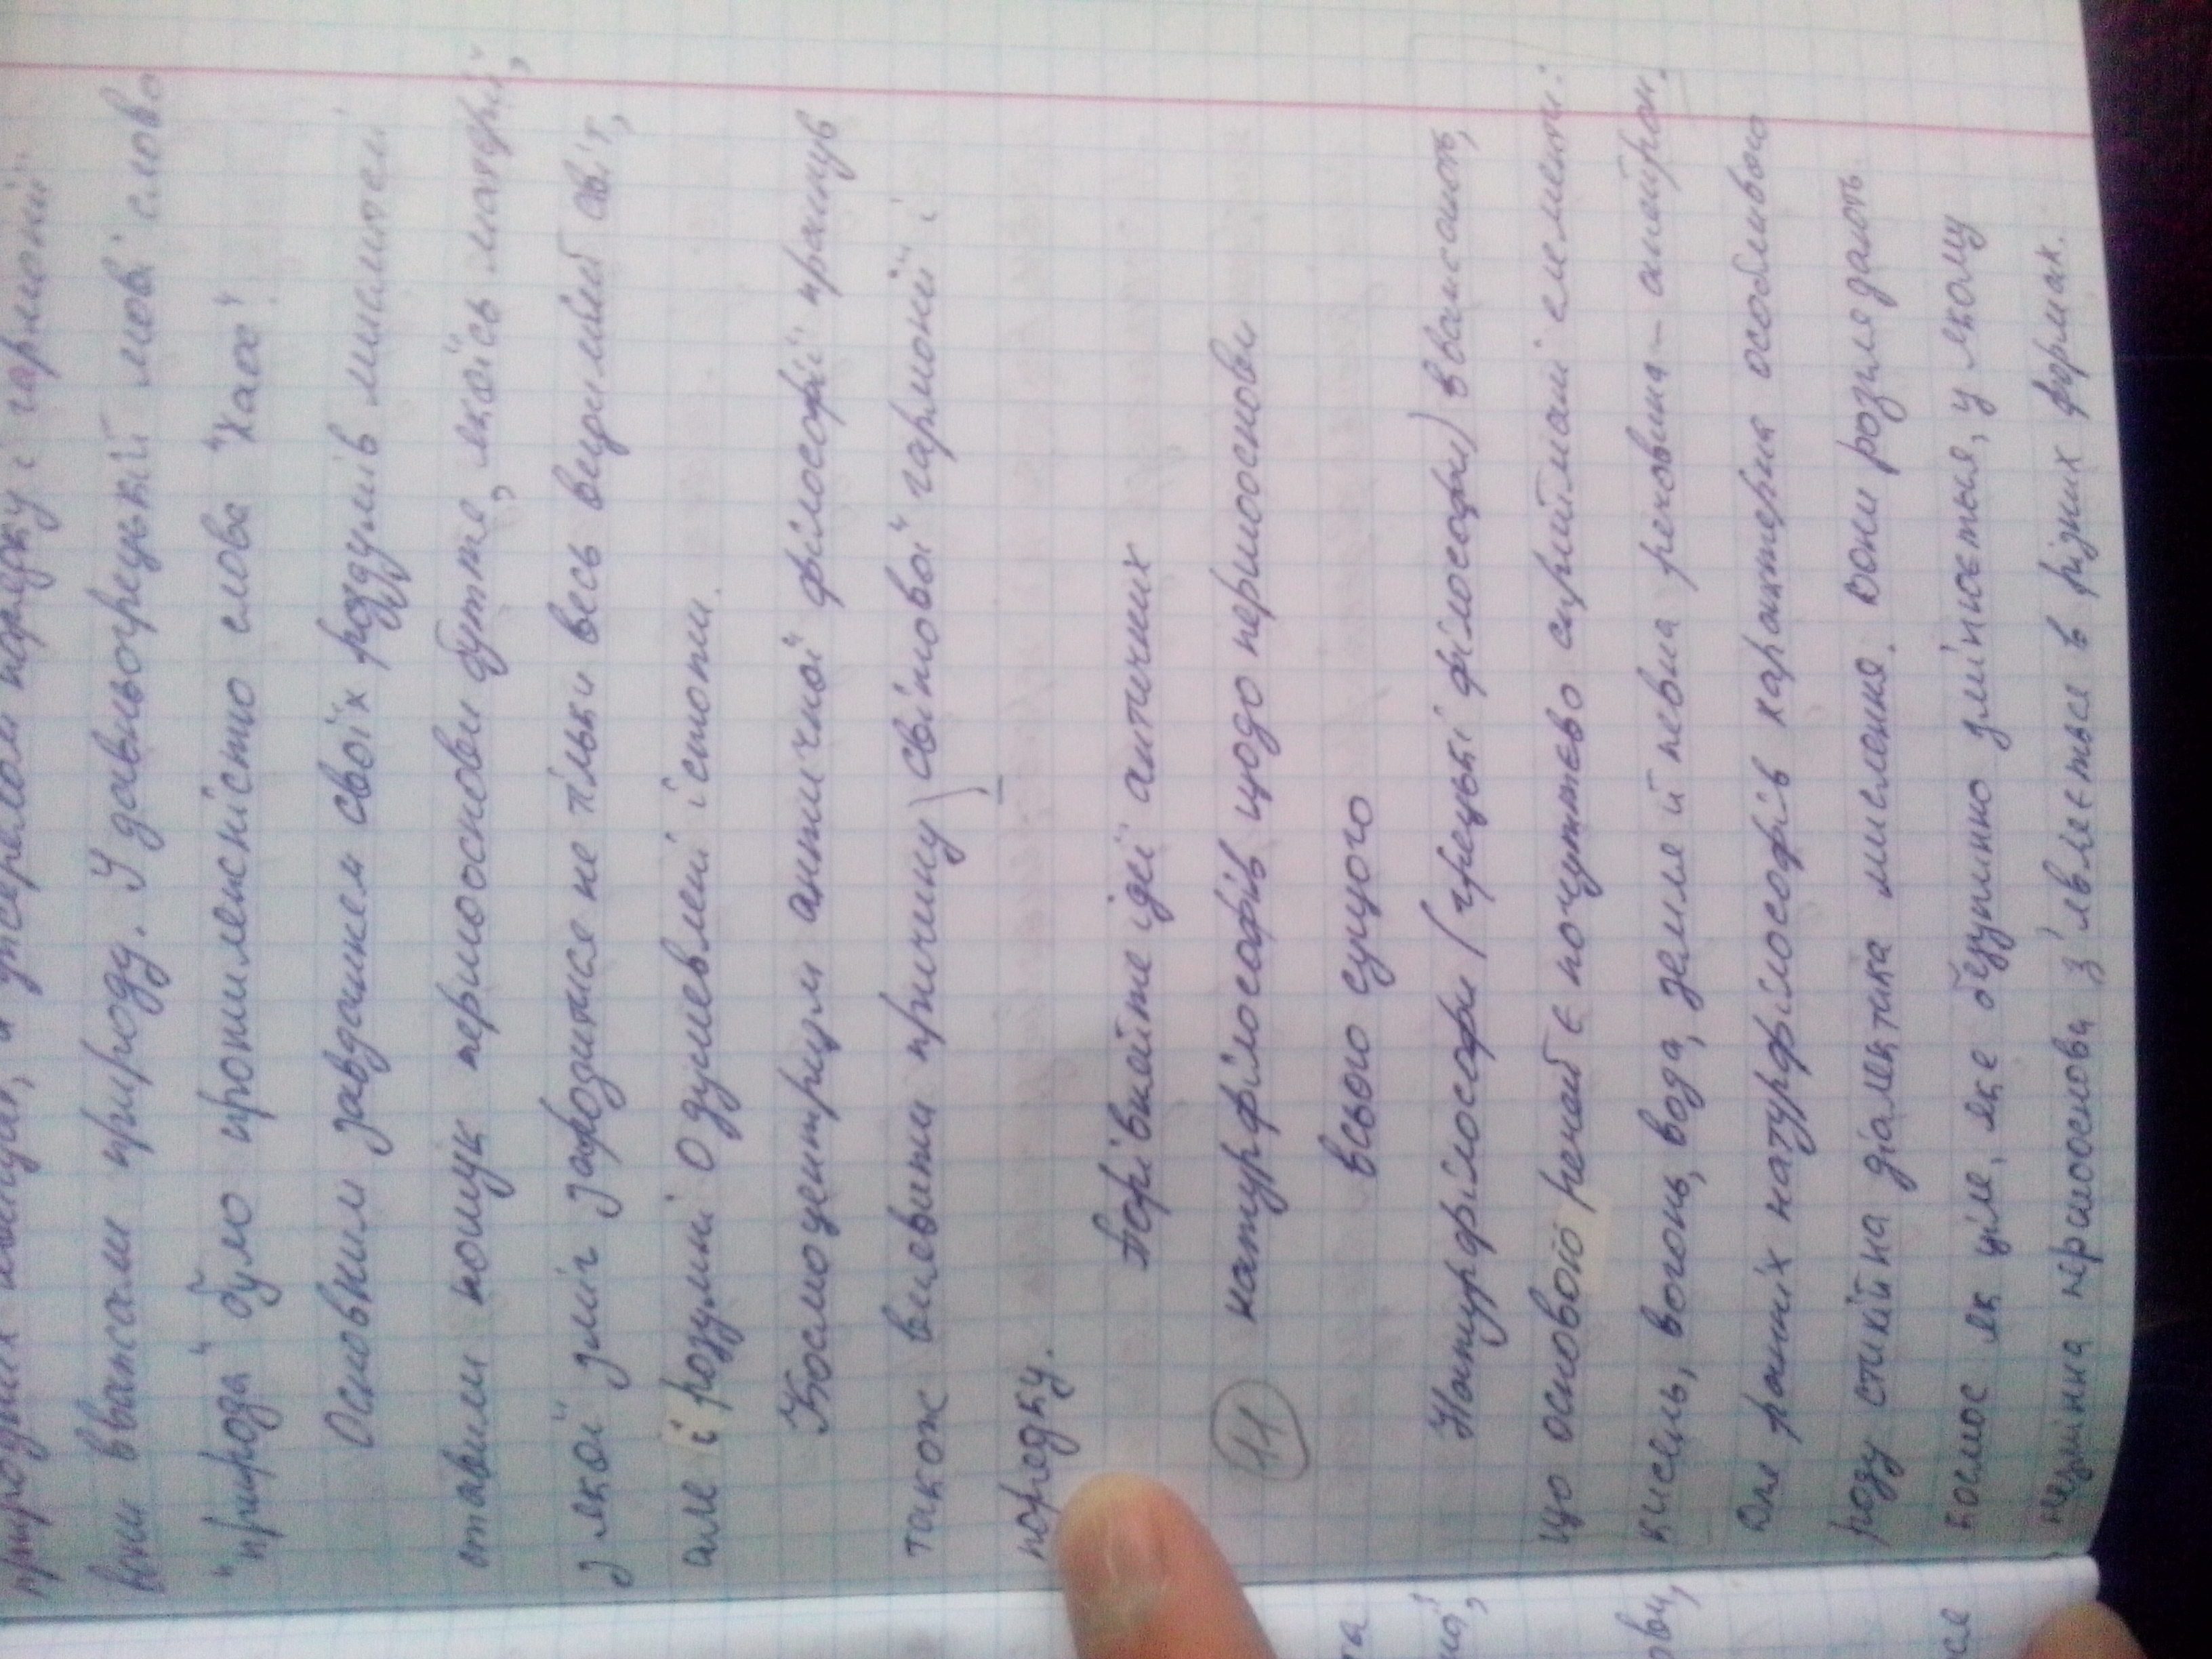 природних явищ, а джерелом порядку і гармонії
вони вважали природу. У давньогрецькій мові слово
"природа" було протилежністю слова "Хаос".
Основним завданнем своїх роздумів мислителі
ставили пошук першооснови буття, якоїсь матерії,
з якої зміг зародитися не тільки весь видимий світ,
але і розумні одушевлені істоти.
Космоцентризм античної філософії прагнув
також виявити причину світової гармонії і
порядку.
Порівняйте ідеї античних
11 натурфілософів щодо першооснови
всього сущого
Натурфілософи (грецькі філософи) вважають,
що основою речей є почуттєво сприймані елементи:
кисень, вогонь, вода, земля й певна речовина – апейрон.
Для ранніх натурфілософів характерна особливого
роду стихійна діалектика мислення. Вони розглядають
космос як ціле, яке безупинно змінюється, у якому
незмінна першооснова з'являється в різних формах.
та
ної,
ови,
ся